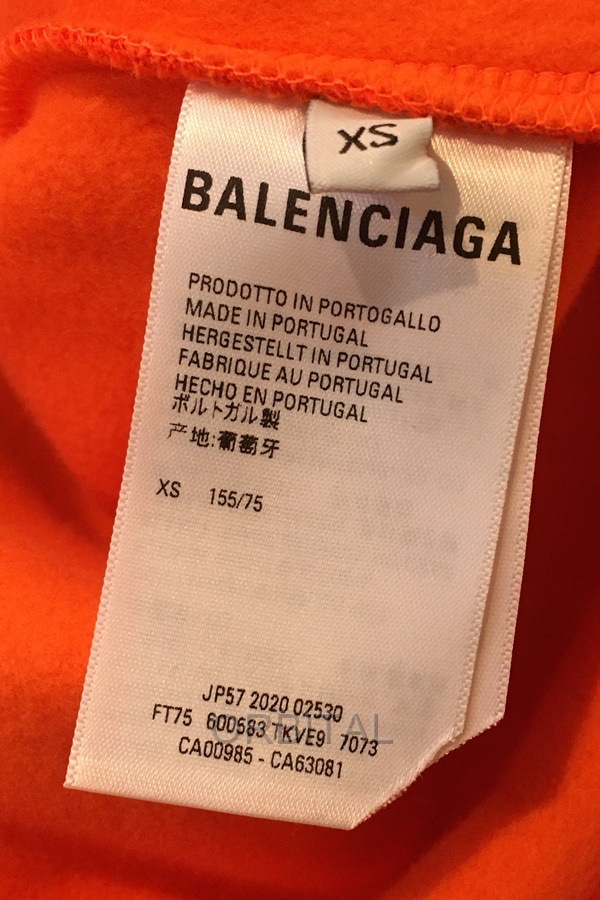 XS
BALENCIAGA
PRODOTTO IN PORTOGALLO
MADE IN PORTUGAL
HERGESTELLT IN PORTUGAL
FABRIQUE AU PORTUGAL
HECHO EN PORTUGAL
ポルトガル製
产地:葡萄牙
XS 155/75
JP57 2020 02530
FT75 600583 TKVE9 7073
ORBITAL
CA00985 - CA63081